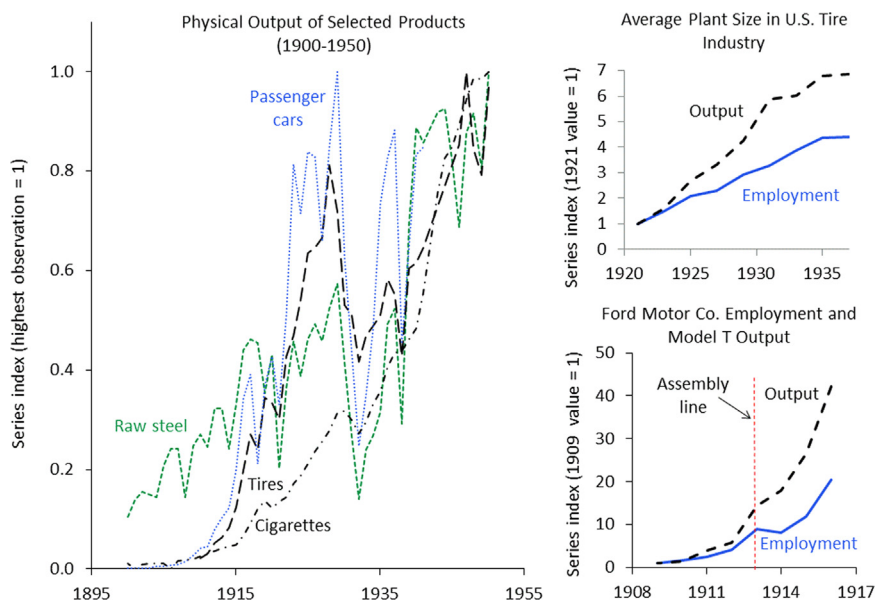 Physical Output of Selected Products
(1900-1950)
Series index (highest observation = 1)
1.0
0.8
0.6
0.4
0.2
0.0
1895
1915
1935
1955
Passenger
cars
Raw steel
Tires
Cigarettes
Average Plant Size in U.S. Tire
Industry
Series index (1921 value = 1)
7
6
5
4
3
2
1
0
1920
1925
1930
1935
Output
Employment
Ford Motor Co. Employment and
Model T Output
Series index (1909 value = 1)
50
40
30
20
10
0
1908
1911
1914
1917
Assembly
line
Output
Employment